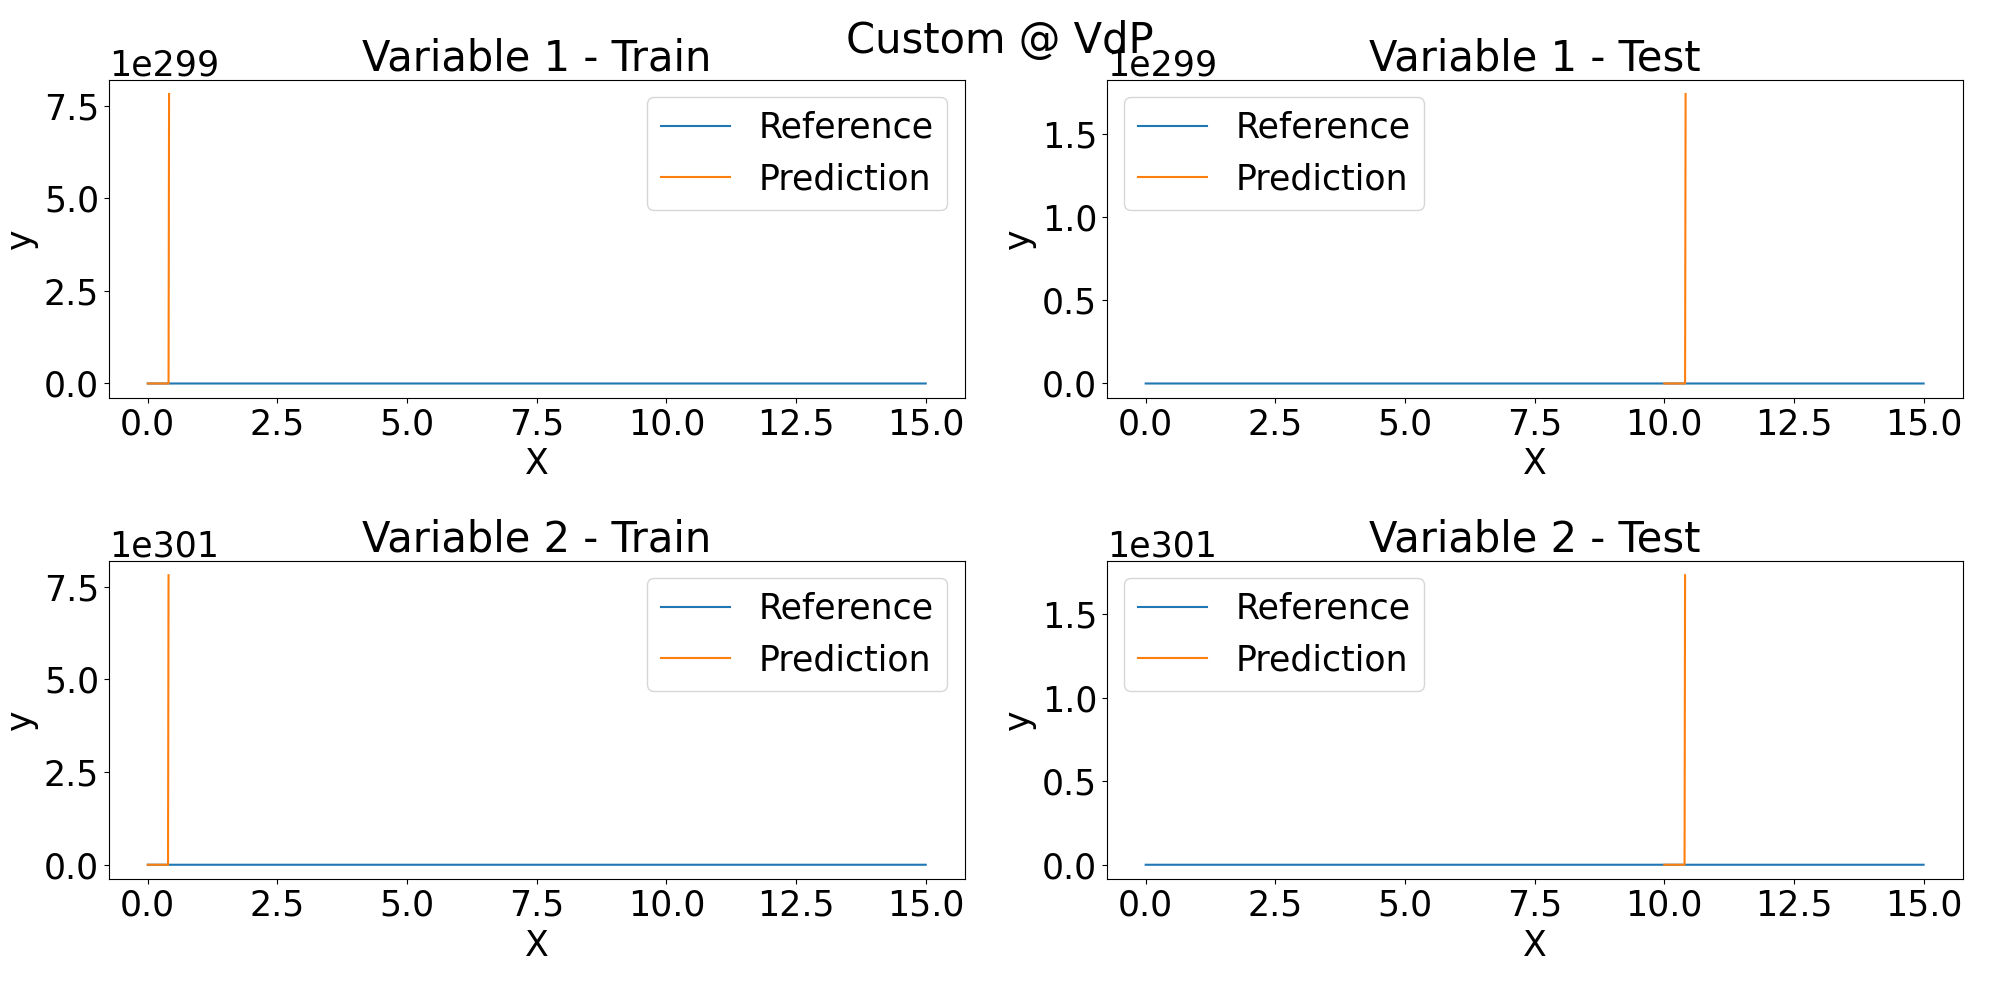 Custom @ VdP
Variable 1 - Train
1e299
7.5
5.0
2.5
0.0
y
Reference
Prediction
0.0 2.5 5.0 7.5 10.0 12.5 15.0
X
Variable 1 - Test
1e299
1.5
1.0
0.5
0.0
y
Reference
Prediction
0.0 2.5 5.0 7.5 10.0 12.5 15.0
X
Variable 2 - Train
1e301
7.5
5.0
2.5
0.0
y
Reference
Prediction
0.0 2.5 5.0 7.5 10.0 12.5 15.0
X
Variable 2 - Test
1e301
1.5
1.0
0.5
0.0
y
Reference
Prediction
0.0 2.5 5.0 7.5 10.0 12.5 15.0
X